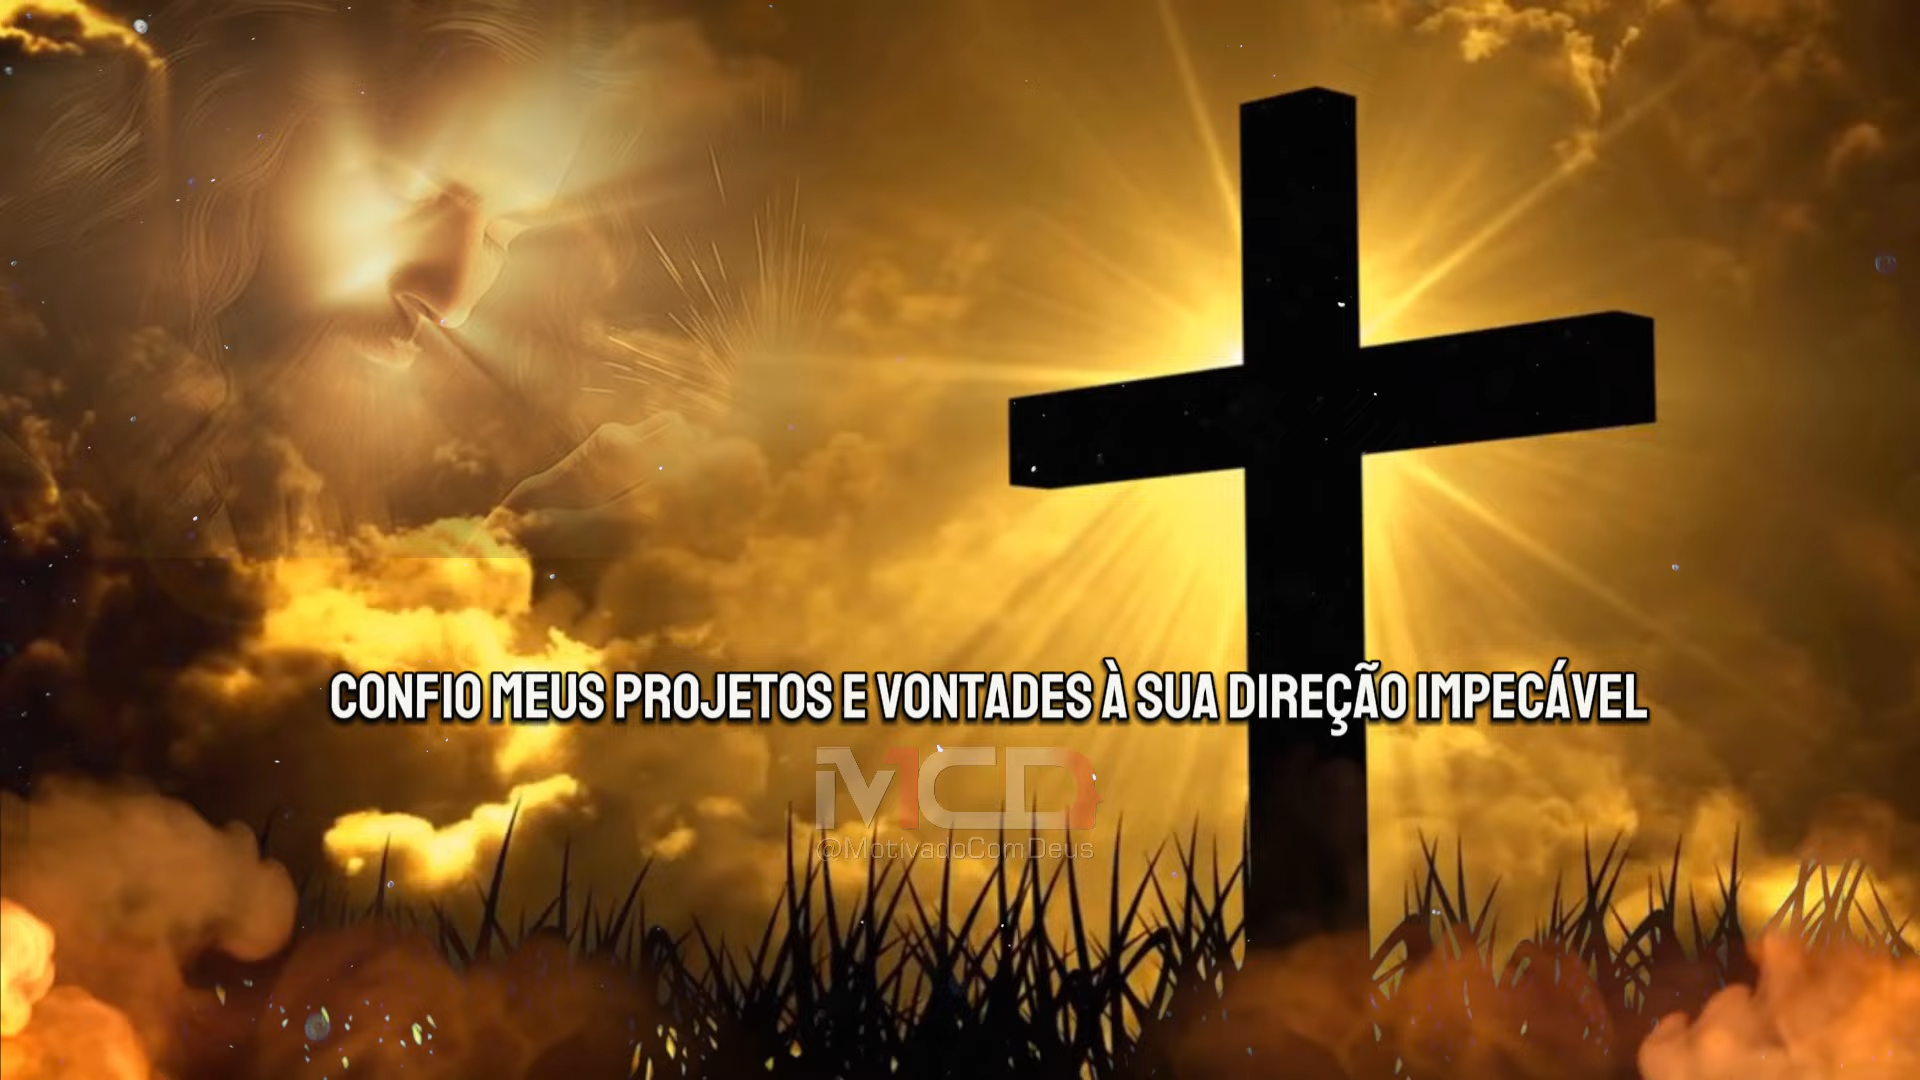 CONFIO MEUS PROJETOS E VONTADES À SUA DIREÇÃO IMPECÁVEL
MCD
@MotivadoComDeus